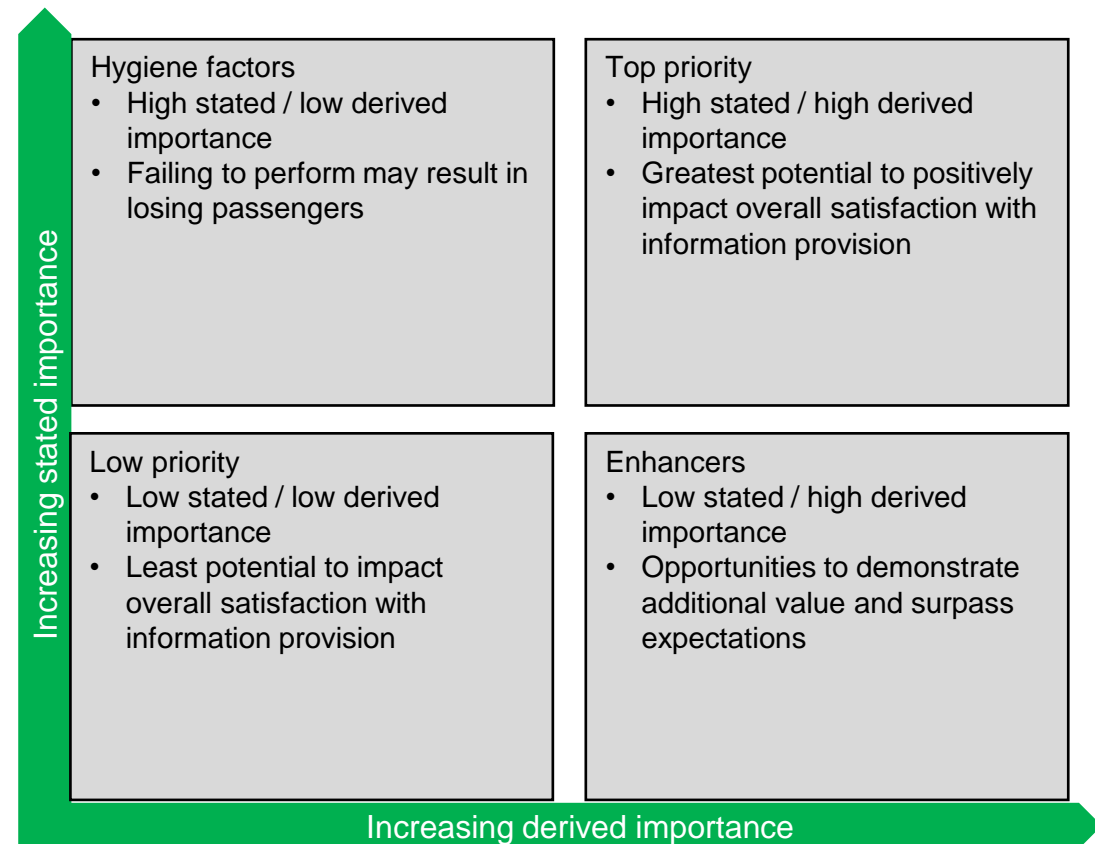 Hygiene factors
• High stated / low derived
importance
• Failing to perform may result in
losing passengers
Top priority
• High stated / high derived
importance
• Greatest potential to positively
impact overall satisfaction with
information provision
Increasing stated importance
Low priority
• Low stated / low derived
importance
• Least potential to impact
overall satisfaction with
information provision
Enhancers
• Low stated / high derived
importance
• Opportunities to demonstrate
additional value and surpass
expectations
Increasing derived importance